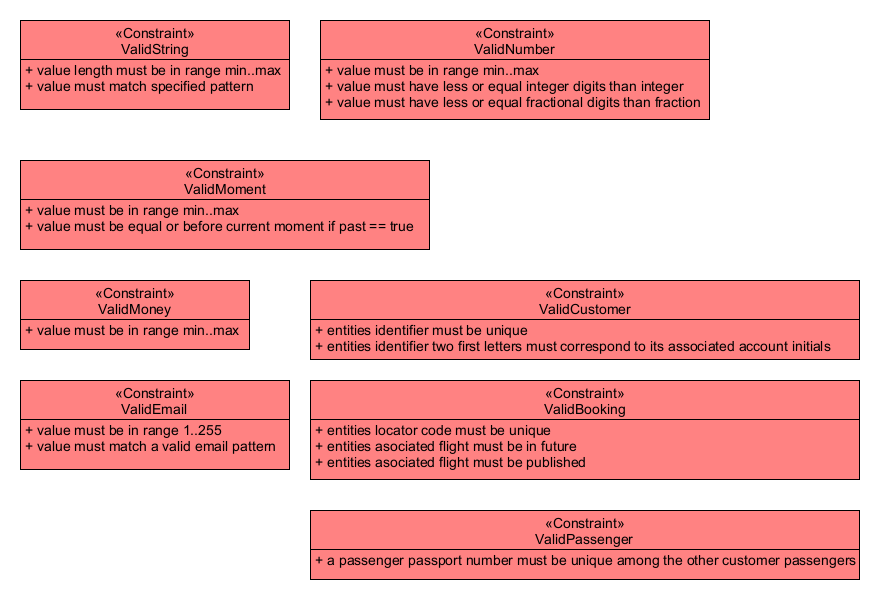 «Constraint»
ValidString
+ value length must be in range min..max
+ value must match specified pattern
«Constraint»
ValidNumber
+ value must be in range min..max
+ value must have less or equal integer digits than integer
+ value must have less or equal fractional digits than fraction
«Constraint»
ValidMoment
+ value must be in range min..max
+ value must be equal or before current moment if past == true
«Constraint»
ValidMoney
+ value must be in range min..max
«Constraint»
ValidCustomer
+ entities identifier must be unique
+ entities identifier two first letters must correspond to its associated account initials
«Constraint»
ValidEmail
+ value must be in range 1..255
+ value must match a valid email pattern
«Constraint»
ValidBooking
+ entities locator code must be unique
+ entities asociated flight must be in future
+ entities asociated flight must be published
«Constraint»
ValidPassenger
+ a passenger passport number must be unique among the other customer passengers